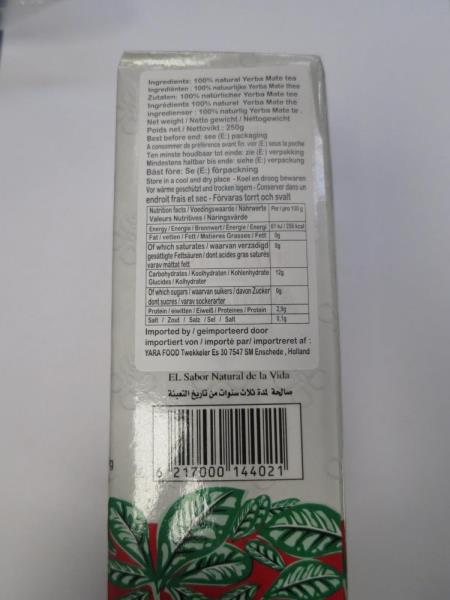 Ingredients: 100% natural Yerba Mate tea
Ingrediënten : 100% natuurlijke Yerba Mate thee
Zutaten: 100% natürlicher Yerba Mate tee
Ingrédients 100% naturel Yerba Mate thé
ingredienser : 100% naturlig Yerba Mate te .
Net weight / Netto gewicht / Nettogewicht
Poids net / Nettovikt : 250g
Best before end: see (E:) packaging
A consommer de préférence avant fin: voir (E:) sous la poche
Ten minste houdbaar tot einde: zie (E:) verpakking
Mindestens haltbar bis ende: siehe (E:) verpackung
Bäst före: Se (E:) förpackning
Store in a cool and dry place - Koel en droog bewaren
Vor wärme geschützt und trocken lagern - Conserver dans un
endroit frais et sec - Förvaras torrt och svalt
Nutrition facts / Voedingswaarde / Nährwerte Per / pro 100 g
Valeurs Nutritives / Näringsvärde
Energy / Energie / Brennwert / Energie / Energi
Fat / vetten / Fett / Matières Grasses / Fett 0g
Of which saturates / waarvan verzadigd 0g
gesättigte Fettsäuren / dont acides gras saturés
varav mättat fett
Carbohydrates / Koolhydraten / Kohlenhydrate 12g
Glucides / Kolhydrater
Of which sugars / waarvan suikers / davon Zucker 0g
dont sucres / varav sockerarter
Protein / eiwitten / Eiweiß / Proteines / Protein 2,9g
Salt / Zout / Salz / Sel / Salt 0,1g
Imported by / geimporteerd door
importiert von / importé par/ importreret af :
YARA FOOD Twekkeler Es 30 7547 SM Enschede , Holland
EL Sabor Natural de la Vida
صالحة لمدة ثلاث سنوات من تاريخ التعبئة
6 217000 144021